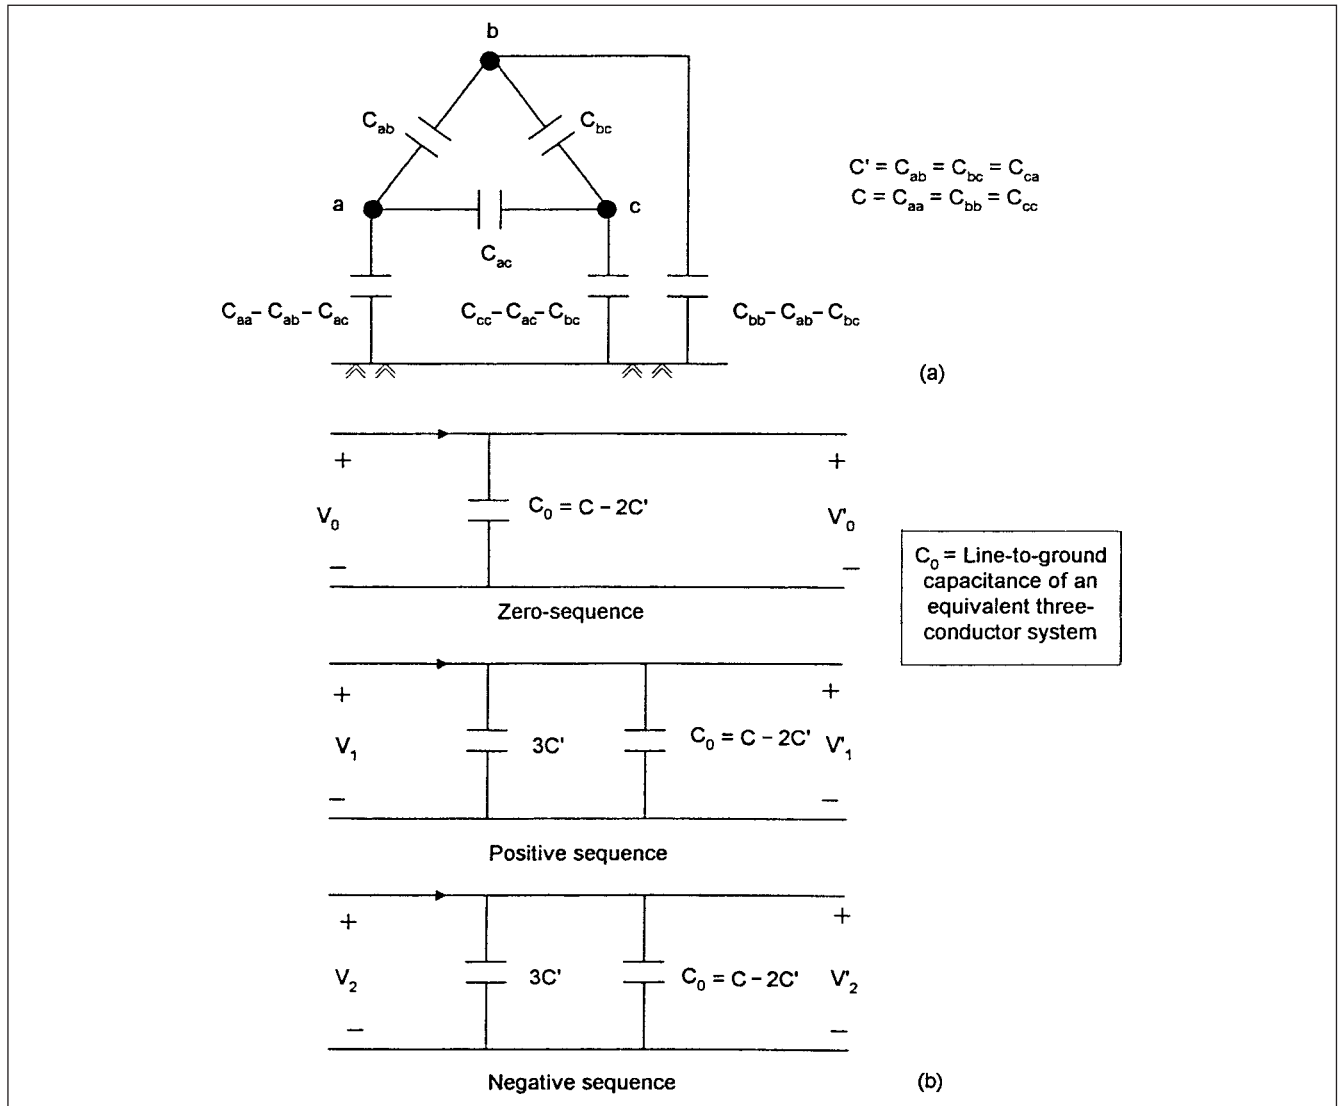 b
C_ab
C_bc
C' = C_ab = C_bc = C_ca
C = C_aa = C_bb = C_cc
a
c
C_ac
C_aa – C_ab – C_ac
C_cc – C_ac – C_bc
C_bb – C_ab – C_bc
(a)
+
+
C_0 = C – 2C'
V_0
V'_0
–
–
Zero-sequence
C_0 = Line-to-ground
capacitance of an
equivalent three-
conductor system
+
+
V_1
3C'
C_0 = C – 2C'
V'_1
–
–
Positive sequence
+
+
V_2
3C'
C_0 = C – 2C'
V'_2
–
–
Negative sequence
(b)